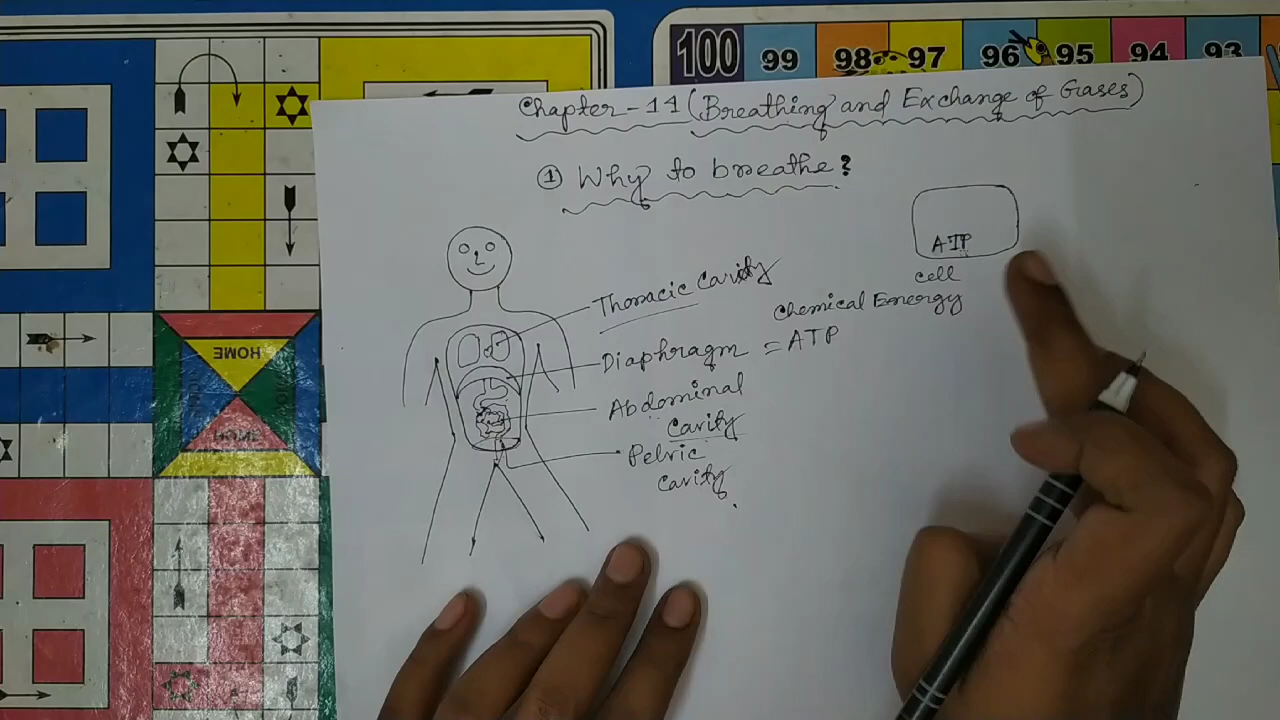 100 99 98 97 96 95 94 93
Chapter - 14 (Breathing and Exchange of Gases)
① Why to breathe?
ATP
cell
Thoracic cavity
Chemical Energy
= ATP
Diaphragm
Abdominal
cavity
Pelvic
cavity.
HOME
HOME